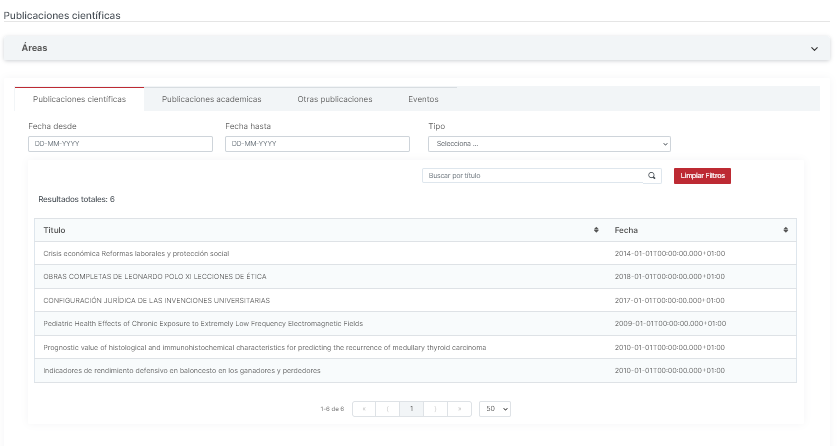 Publicaciones científicas
Áreas
Publicaciones científicas
Publicaciones academicas
Otras publicaciones
Eventos
Fecha desde
Fecha hasta
Tipo
DD-MM-YYYY
DD-MM-YYYY
Selecciona ...
Buscar por título
Limpiar Filtros
Resultados totales: 6
Título
Fecha
Crisis económica Reformas laborales y protección social
2014-01-01T00:00:00.000+01:00
OBRAS COMPLETAS DE LEONARDO POLO XI LECCIONES DE ÉTICA
2018-01-01T00:00:00.000+01:00
CONFIGURACIÓN JURÍDICA DE LAS INVENCIONES UNIVERSITARIAS
2017-01-01T00:00:00.000+01:00
Pediatric Health Effects of Chronic Exposure to Extremely Low Frequency Electromagnetic Fields
2009-01-01T00:00:00.000+01:00
Prognostic value of histological and immunohistochemical characteristics for predicting the recurrence of medullary thyroid carcinoma
2010-01-01T00:00:00.000+01:00
Indicadores de rendimiento defensivo en baloncesto en los ganadores y perdedores
2010-01-01T00:00:00.000+01:00
1-6 de 6
1
50